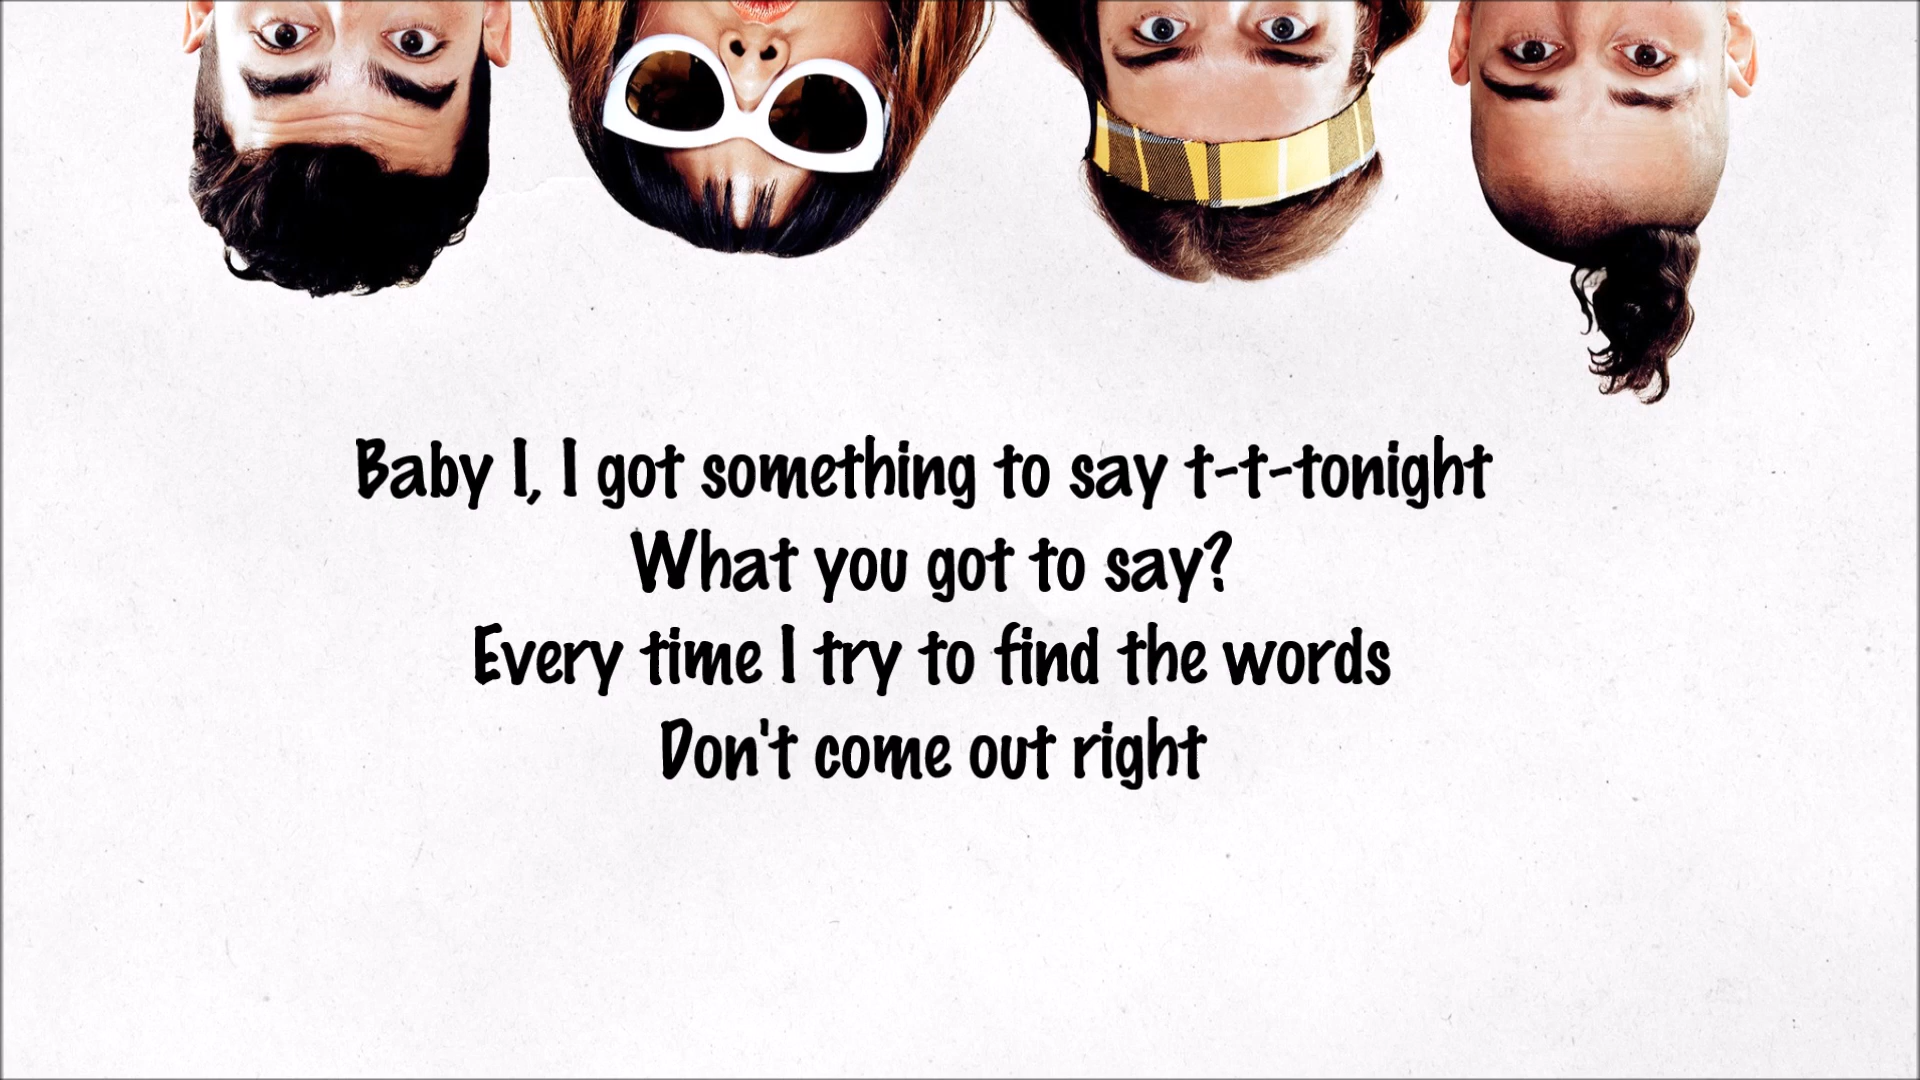 Baby I, I got something to say t-t-tonight
What you got to say?
Every time I try to find the words
Don't come out right